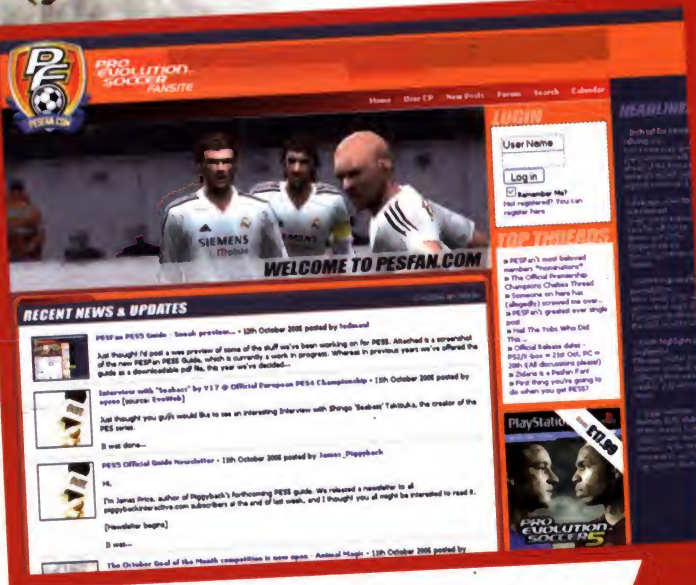 PF
PESFAN.COM
PRO
EVOLUTION
SOCCER
FANSITE
Home User CP New Posts Forum Search Calendar
SIEMENS
mobile
WELCOME TO PESFAN.COM
LOGIN
User Name
Log in
Remember Me?
Not registered? You can
register here
TOP THREADS
» PESFan's most beloved
members "nominations"
» The Official Premiership
Champions Chelsea Thread
» Someone on here has
(allegedly) screwed me over...
» PESFan's greatest ever single
post
» Hail The Tobs Who Did
This ...
» Official Release dates -
PS2/X-box = 21st Oct, PC =
28th (All discussions please!)
» Zidane is a Pesfan Fan!
» First thing you're going to
do when you get PES5?
HEADLINE
RECENT NEWS & UPDATES
PESFan PES5 Guide - Sneak preview... • 12th October 2005 posted by
Just thought I'd post a wee preview of some of the stuff we've been working on for PES5. Attached is a screenshot
of the new PESFan PES5 Guide, which is currently a work in progress. Whereas in previous years we've offered the
guide as a downloadable pdf file, this year we've decided...
Interview with "Seabass" by Y17 @ Official European PES4 Championship • 11th October 2005 posted by
[source: EvoWeb]
Just thought you guys would like to see an interesting Interview with Shingo 'Seabass' Takatsuka, the creator of the
PES series.
It was done...
PES5 Official Guide Newsletter • 11th October 2005 posted by James_Piggyback
Hi,
I'm James Price, author of Piggyback's forthcoming PES5 guide. We released a newsletter to all
piggybackinteractive.com subscribers at the end of last week, and I thought you all might be interested to read it.
[Newsletter begins]
It was...
The October Goal of the Month competition is now open - Animal Magic • 11th October 2005 posted by
PlayStation
£17.99
PRO
EVOLUTION
SOCCER 5